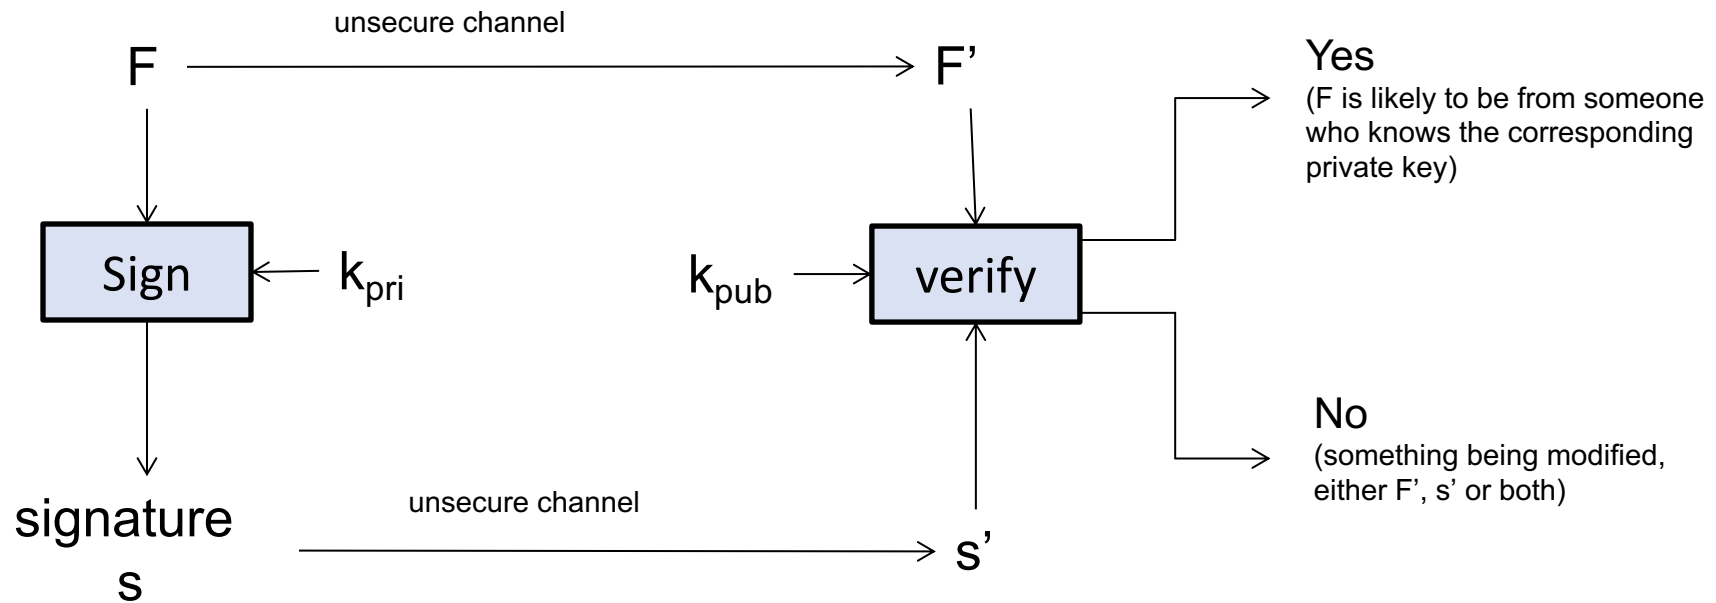 unsecure channel
F
F’
Yes
(F is likely to be from someone
who knows the corresponding
private key)
Sign
kpri
kpub
verify
No
(something being modified,
either F’, s’ or both)
signature
s
unsecure channel
s’